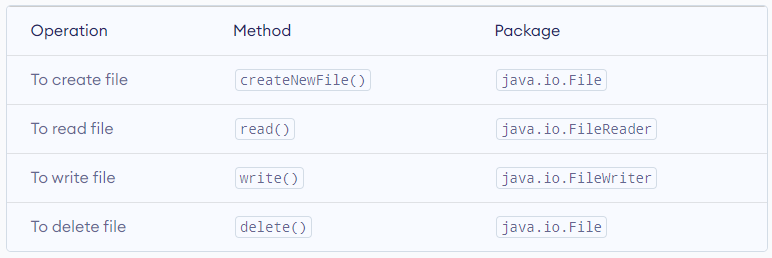 Operation Method Package
To create file createNewFile() java.io.File
To read file read() java.io.FileReader
To write file write() java.io.FileWriter
To delete file delete() java.io.File